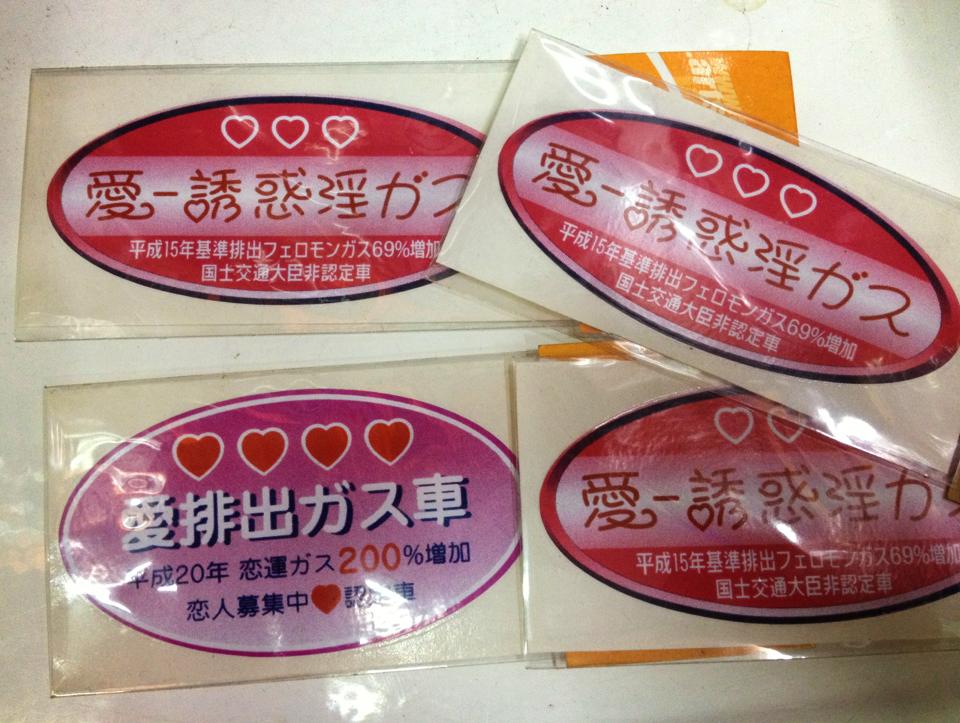 愛一誘惑淫ガス
平成15年基準排出フェロモンガス69%増加
国土交通大臣非認定車
愛一誘惑淫ガス
平成15年基準排出フェロモンガス69%増加
国土交通大臣非認定車
愛排出ガス車
平成20年 恋運ガス200%増加
恋人募集中♥認定車
愛一誘惑淫ガ
平成15年基準排出フェロモンガス69%増加
国土交通大臣非認定車